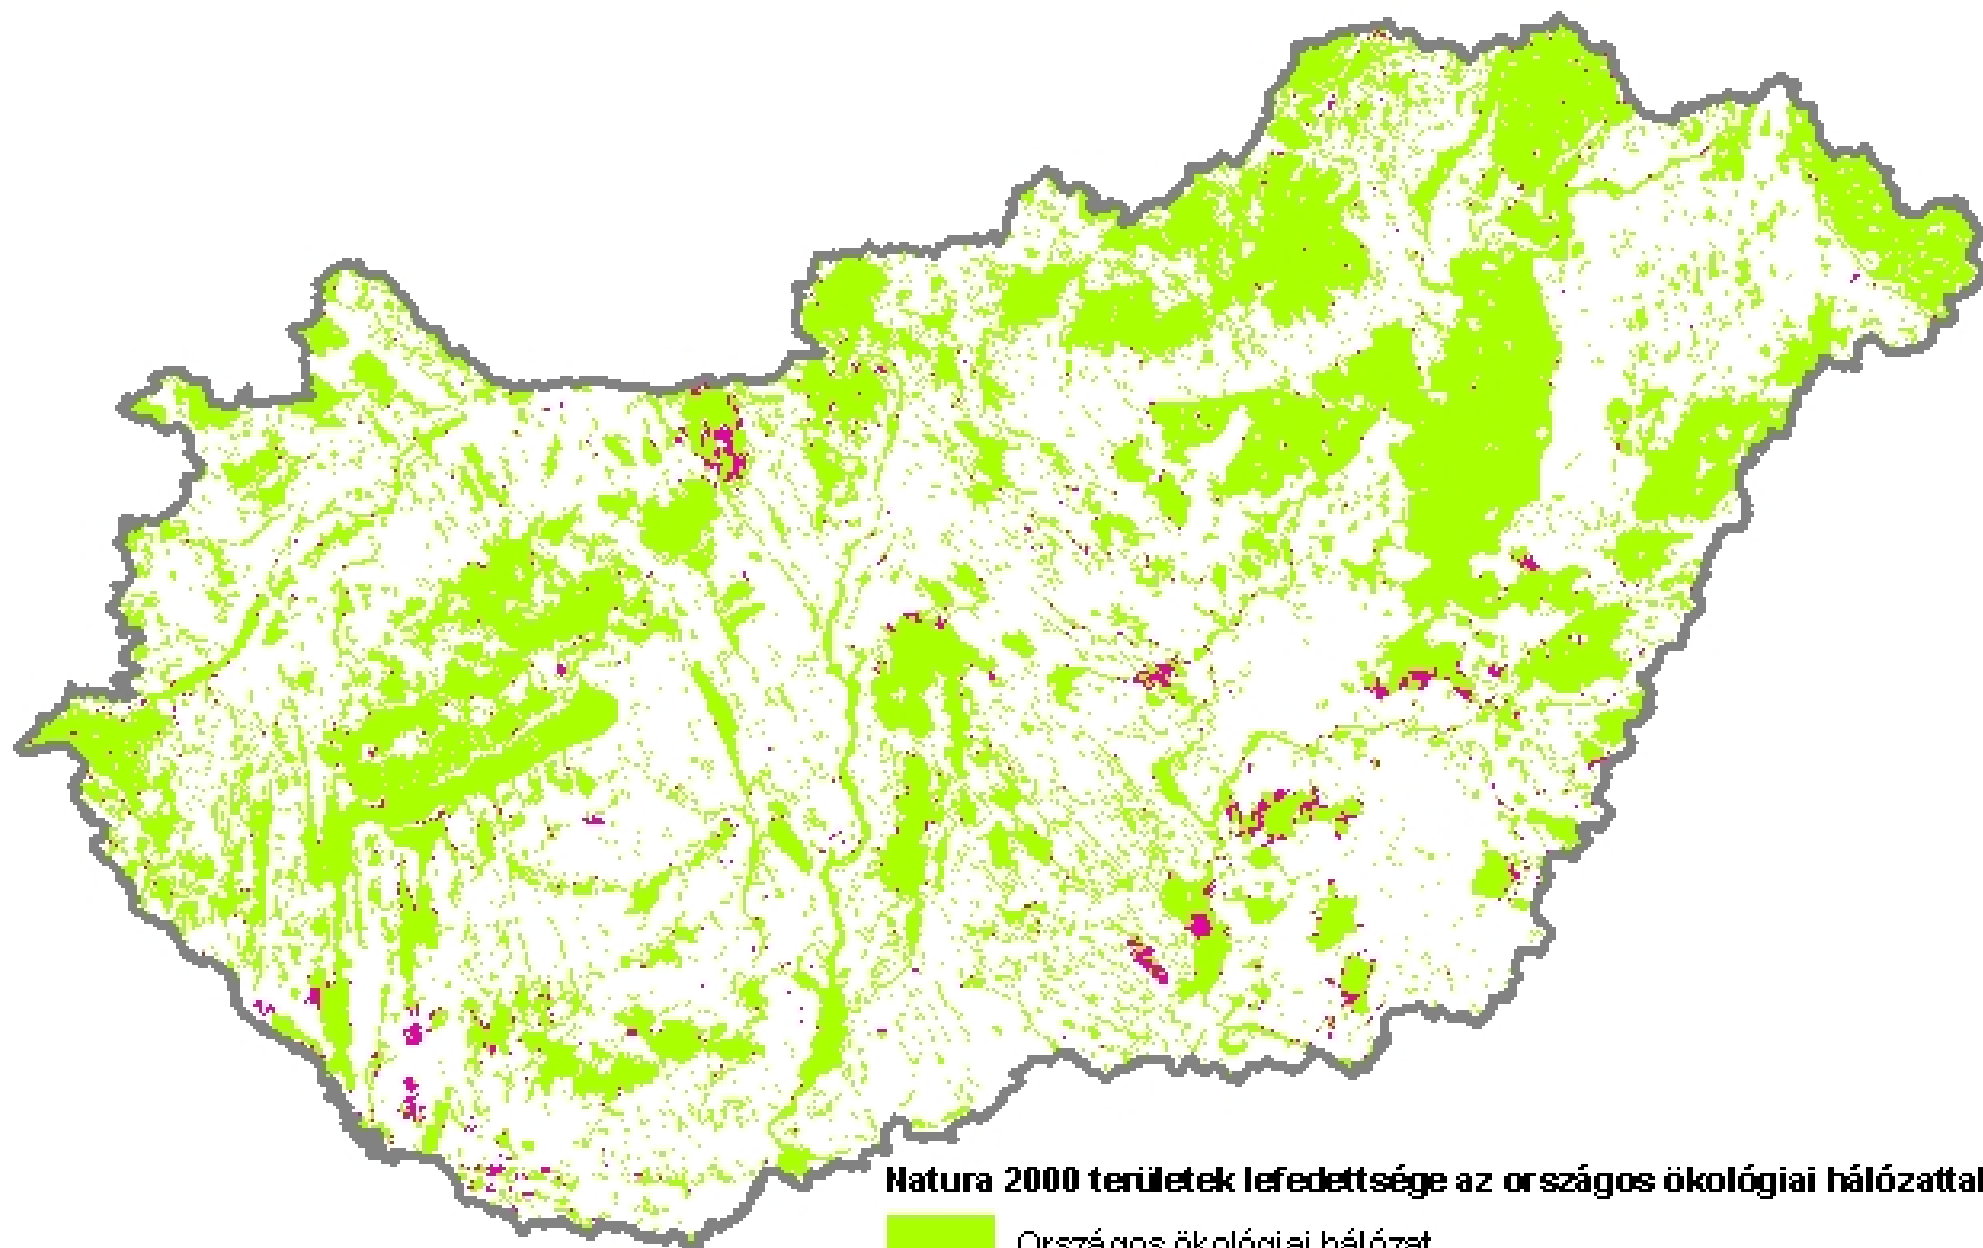 Natura 2000 területek lefedettsége az országos ökológiai hálózattal
Országos ökológiai hálózat